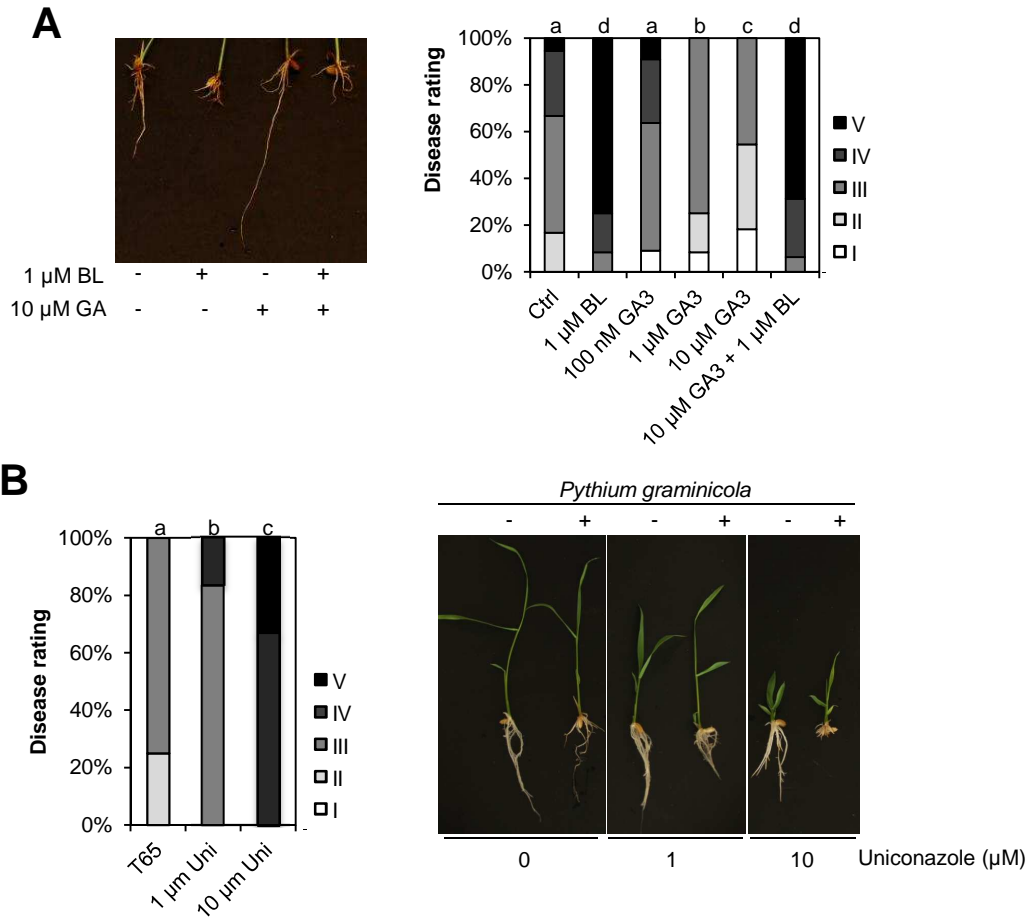 A
1 µM BL - + - +
10 µM GA - - + +
Disease rating
a d a b c d
100%
80%
60%
40%
20%
0%
Ctrl
1 µM BL
100 nM GA3
1 µM GA3
10 µM GA3
10 µM GA3 + 1 µM BL
V
IV
III
II
I
B
Disease rating
a b c
100%
80%
60%
40%
20%
0%
T65
1 µm Uni
10 µm Uni
V
IV
III
II
I
Pythium graminicola
- + - + - +
0 1 10 Uniconazole (µM)